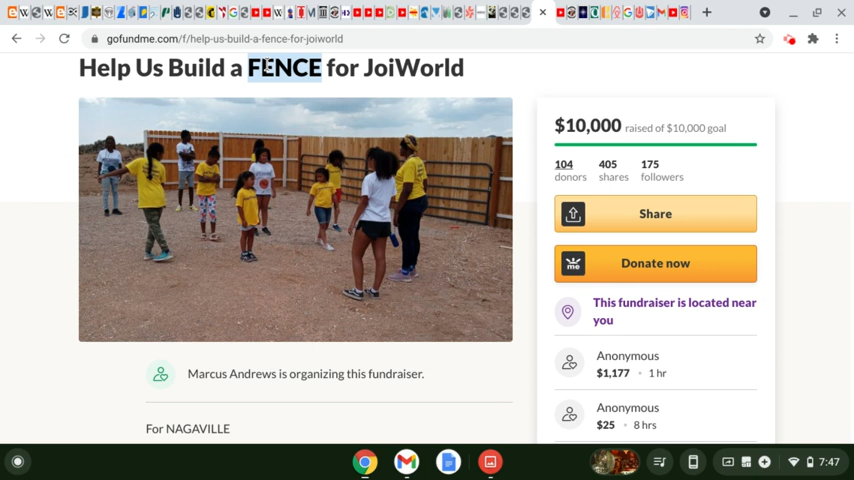 gofundme.com/f/help-us-build-a-fence-for-joiworld
Help Us Build a FENCE for JoiWorld
$10,000 raised of $10,000 goal
104 405 175
donors shares followers
Share
me Donate now
This fundraiser is located near
you
Anonymous
$1,177 • 1 hr
Anonymous
$25 • 8 hrs
Marcus Andrews is organizing this fundraiser.
For NAGAVILLE
7:47